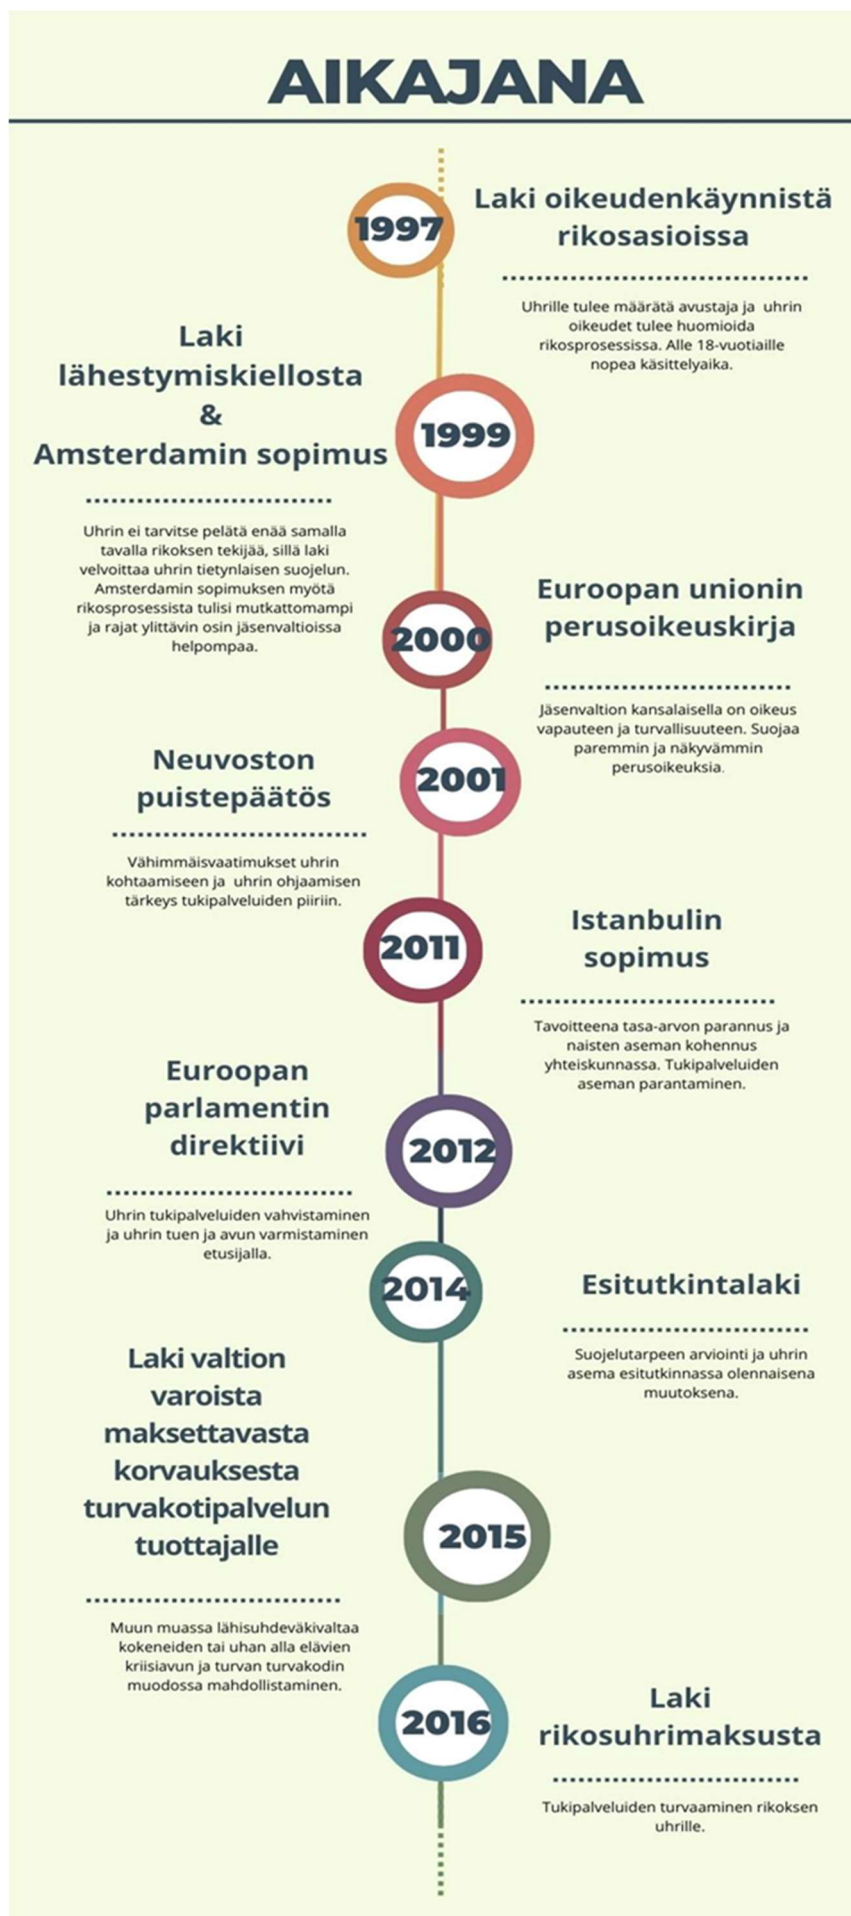 AIKAJANA
1997
Laki oikeudenkäynnistä
rikosasioissa
Uhrille tulee määrätä avustaja ja uhrin
oikeudet tulee huomioida
rikosprosessissa. Alle 18-vuotiaille
nopea käsittelyaika.
Laki
lähestymiskiellosta
&
Amsterdamin sopimus
1999
Uhrin ei tarvitse pelätä enää samalla
tavalla rikoksen tekijää, sillä laki
velvoittaa uhrin tietynlaisen suojelun.
Amsterdamin sopimuksen myötä
rikosprosessista tulisi mutkattomampi
ja rajat ylittävin osin jäsenvaltioissa
helpompaa.
2000
Euroopan unionin
perusoikeuskirja
Jäsenvaltion kansalaisella on oikeus
vapauteen ja turvallisuuteen. Suojaa
paremmin ja näkyvämmin
perusoikeuksia.
Neuvoston
puistepäätös
2001
Vähimmäisvaatimukset uhrin
kohtaamiseen ja uhrin ohjaamisen
tärkeys tukipalveluiden piiriin.
2011
Istanbulin
sopimus
Tavoitteena tasa-arvon parannus ja
naisten aseman kohennus
yhteiskunnassa. Tukipalveluiden
aseman parantaminen.
Euroopan
parlamentin
direktiivi
2012
Uhrin tukipalveluiden vahvistaminen
ja uhrin tuen ja avun varmistaminen
etusijalla.
2014
Esitutkintalaki
Suojelutarpeen arviointi ja uhrin
asema esitutkinnassa olennaisena
muutoksena.
Laki valtion
varoista
maksettavasta
korvauksesta
turvakotipalvelun
tuottajalle
2015
Muun muassa lähisuhdeväkivaltaa
kokeneiden tai uhan alla elävien
kriisiavun ja turvan turvakodin
muodossa mahdollistaminen.
2016
Laki
rikosuhrimaksusta
Tukipalveluiden turvaaminen rikoksen
uhrille.